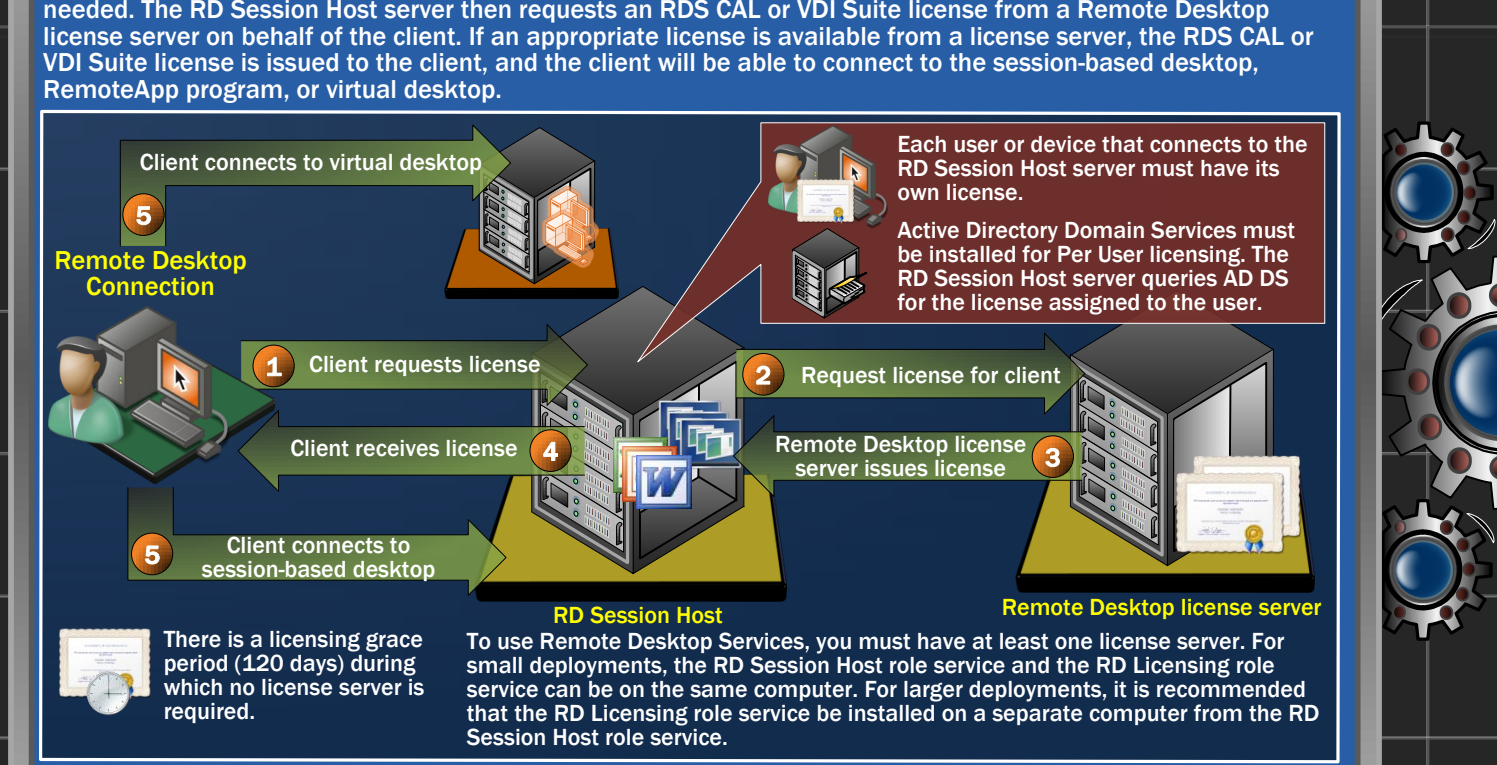 needed. The RD Session Host server then requests an RDS CAL or VDI Suite license from a Remote Desktop
license server on behalf of the client. If an appropriate license is available from a license server, the RDS CAL or
VDI Suite license is issued to the client, and the client will be able to connect to the session-based desktop,
RemoteApp program, or virtual desktop.
Client connects to virtual desktop
5
Remote Desktop
Connection
Each user or device that connects to the
RD Session Host server must have its
own license.
Active Directory Domain Services must
be installed for Per User licensing. The
RD Session Host server queries AD DS
for the license assigned to the user.
1
Client requests license
2
Request license for client
Client receives license
4
Remote Desktop license
server issues license
3
W
5
Client connects to
session-based desktop
RD Session Host
Remote Desktop license server
There is a licensing grace
period (120 days) during
which no license server is
required.
To use Remote Desktop Services, you must have at least one license server. For
small deployments, the RD Session Host role service and the RD Licensing role
service can be on the same computer. For larger deployments, it is recommended
that the RD Licensing role service be installed on a separate computer from the RD
Session Host role service.